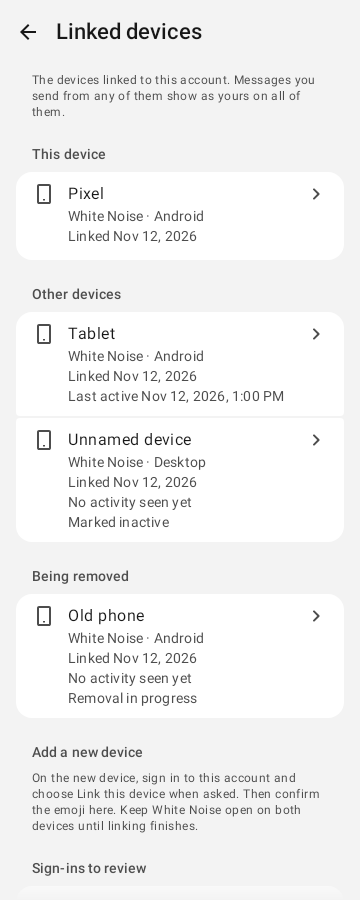 Linked devices
The devices linked to this account. Messages you
send from any of them show as yours on all of
them.
This device
Pixel
White Noise · Android
Linked Nov 12, 2026
Other devices
Tablet
White Noise · Android
Linked Nov 12, 2026
Last active Nov 12, 2026, 1:00 PM
Unnamed device
White Noise · Desktop
Linked Nov 12, 2026
No activity seen yet
Marked inactive
Being removed
Old phone
White Noise · Android
Linked Nov 12, 2026
No activity seen yet
Removal in progress
Add a new device
On the new device, sign in to this account and
choose Link this device when asked. Then confirm
the emoji here. Keep White Noise open on both
devices until linking finishes.
Sign-ins to review